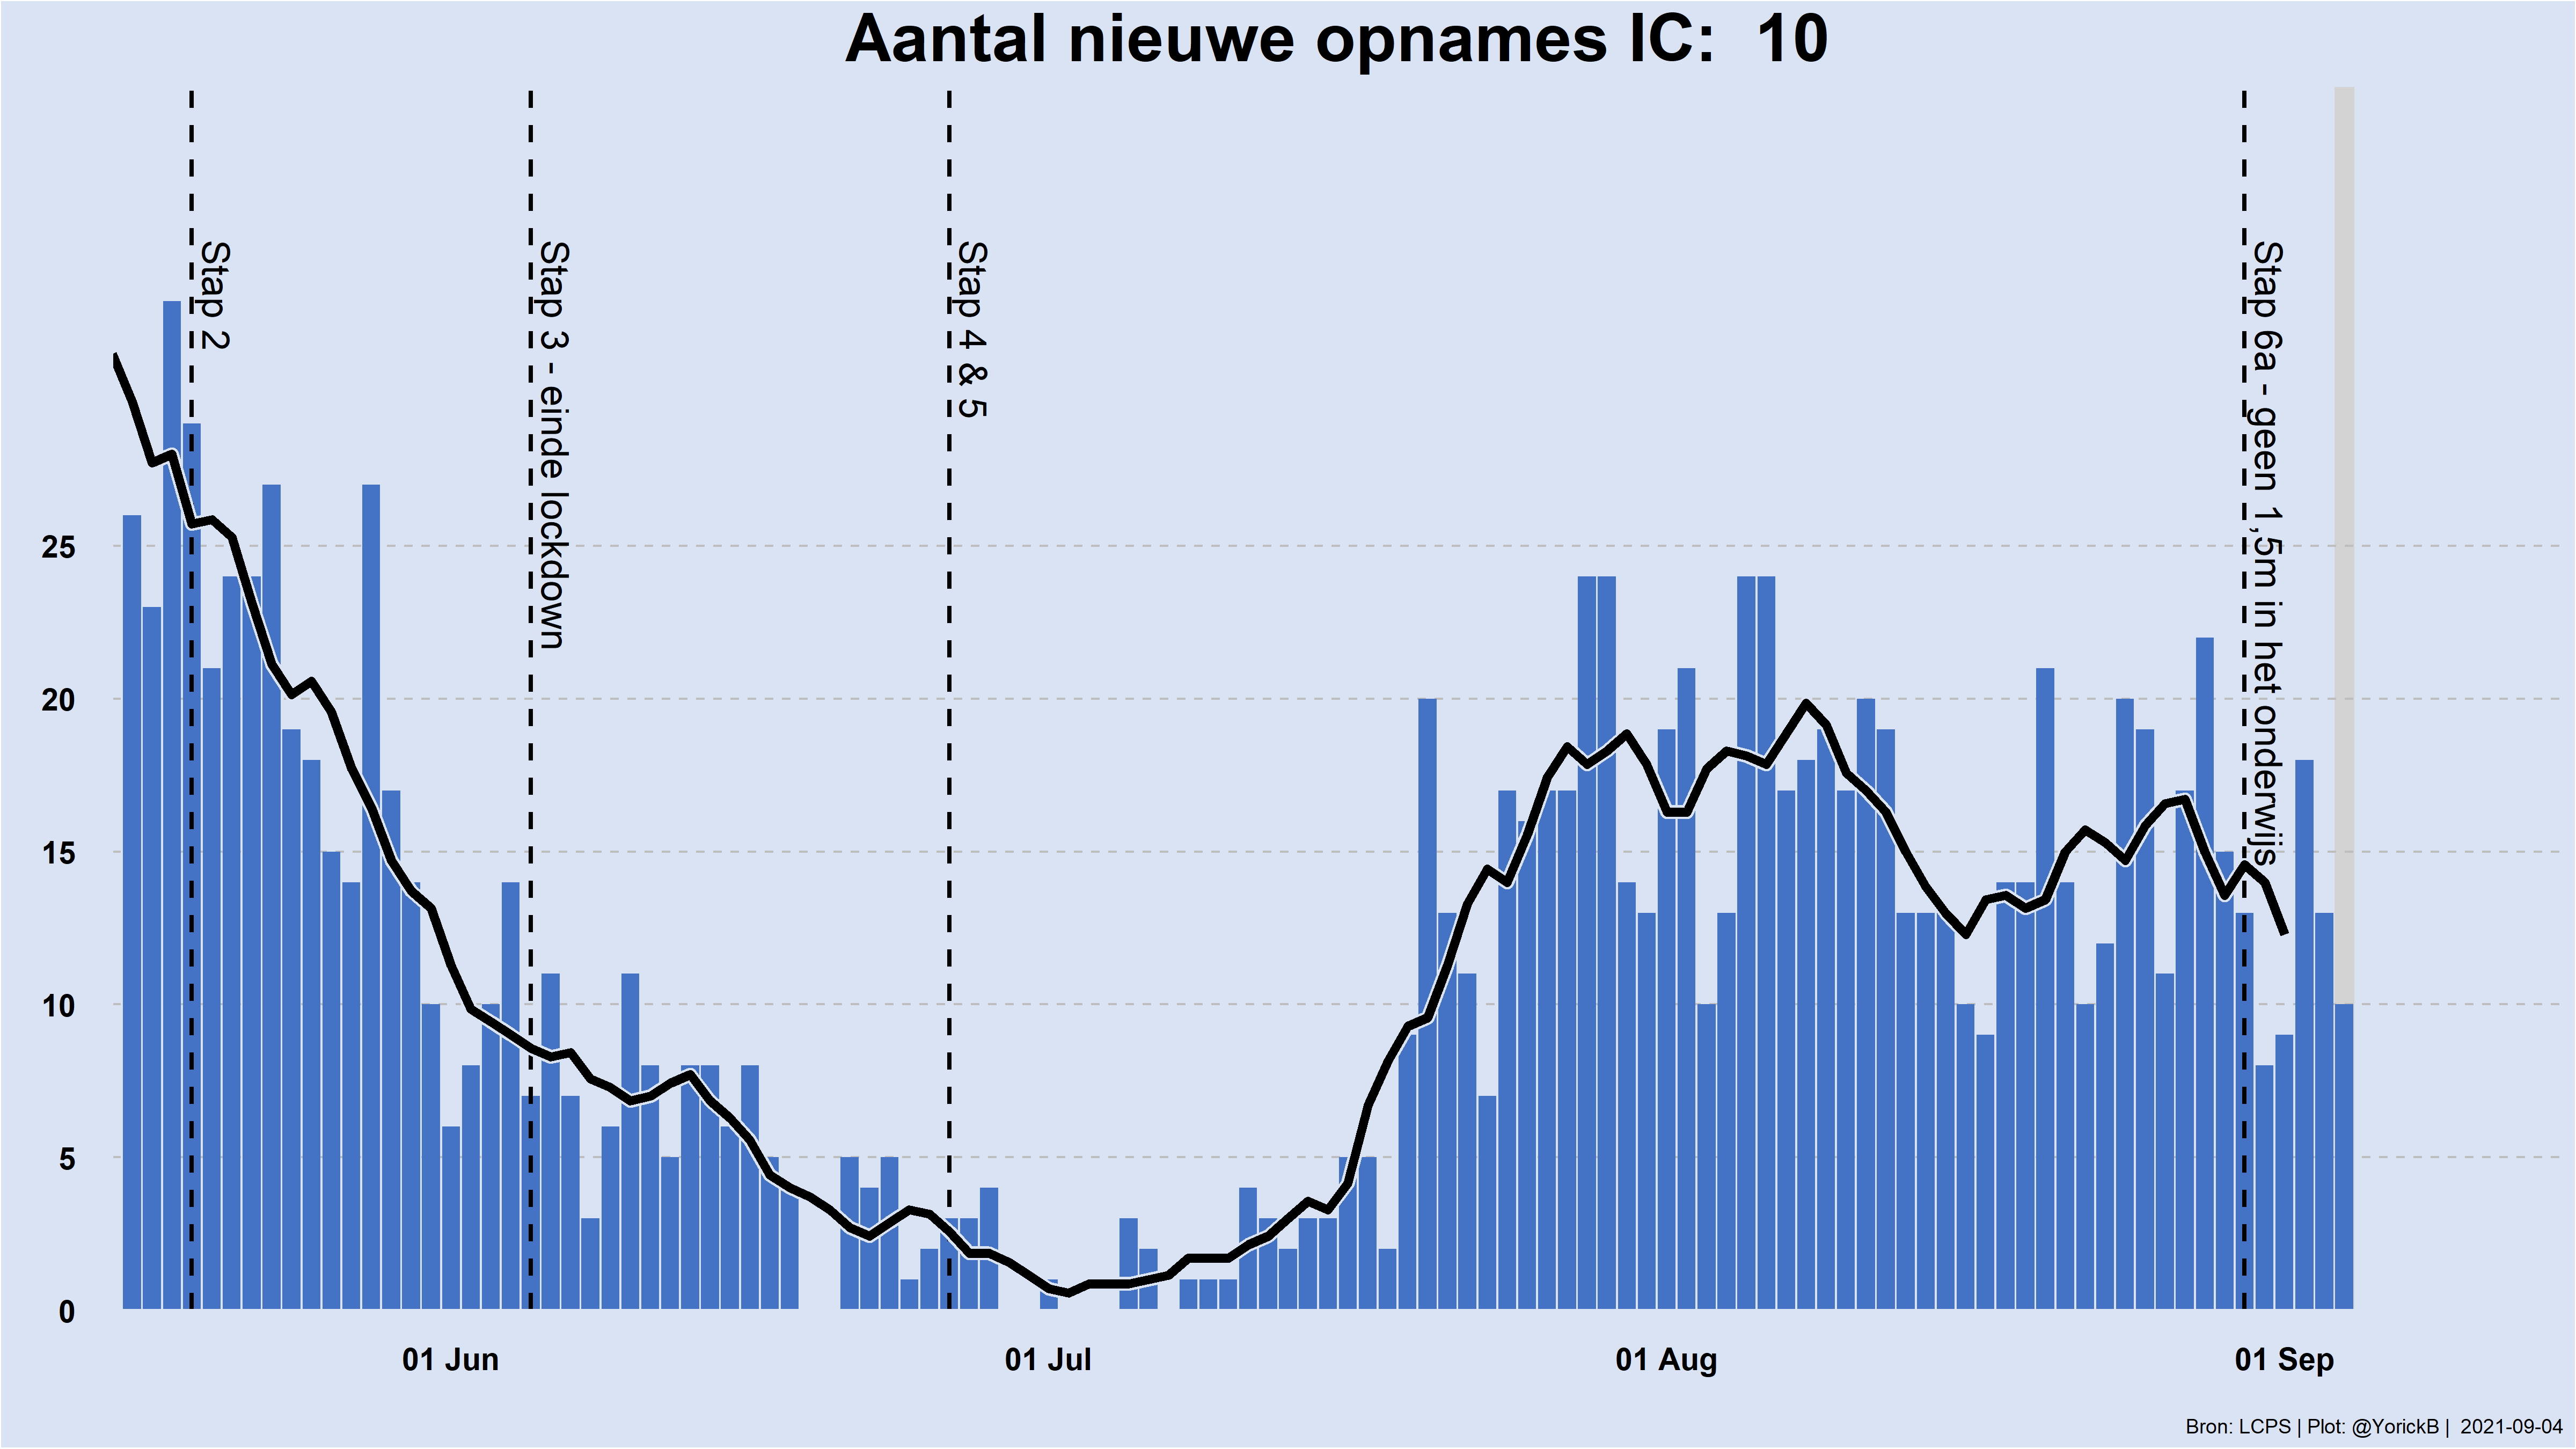 Aantal nieuwe opnames IC:  10
Stap 2
Stap 3 - einde lockdown
Stap 4 & 5
Stap 6a - geen 1,5m in het onderwijs
25
20
15
10
5
0
01 Jun
01 Jul
01 Aug
01 Sep
Bron: LCPS | Plot: @YorickB |  2021-09-04